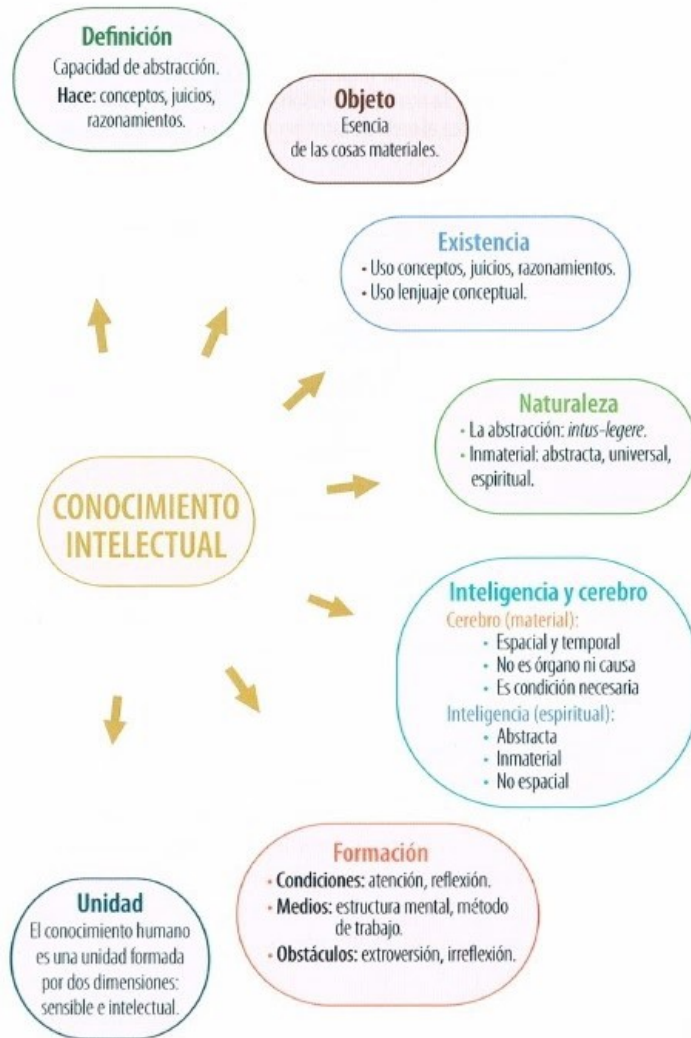 Definición
Capacidad de abstracción.
Hace: conceptos, juicios,
razonamientos.
Objeto
Esencia
de las cosas materiales.
Existencia
• Uso conceptos, juicios, razonamientos.
• Uso lenjuaje conceptual.
Naturaleza
• La abstracción: intus-legere.
• Inmaterial: abstracta, universal,
espiritual.
CONOCIMIENTO
INTELECTUAL
Inteligencia y cerebro
Cerebro (material):
• Espacial y temporal
• No es órgano ni causa
• Es condición necesaria
Inteligencia (espiritual):
• Abstracta
• Inmaterial
• No espacial
Formación
• Condiciones: atención, reflexión.
• Medios: estructura mental, método
de trabajo.
• Obstáculos: extroversión, irreflexión.
Unidad
El conocimiento humano
es una unidad formada
por dos dimensiones:
sensible e intelectual.